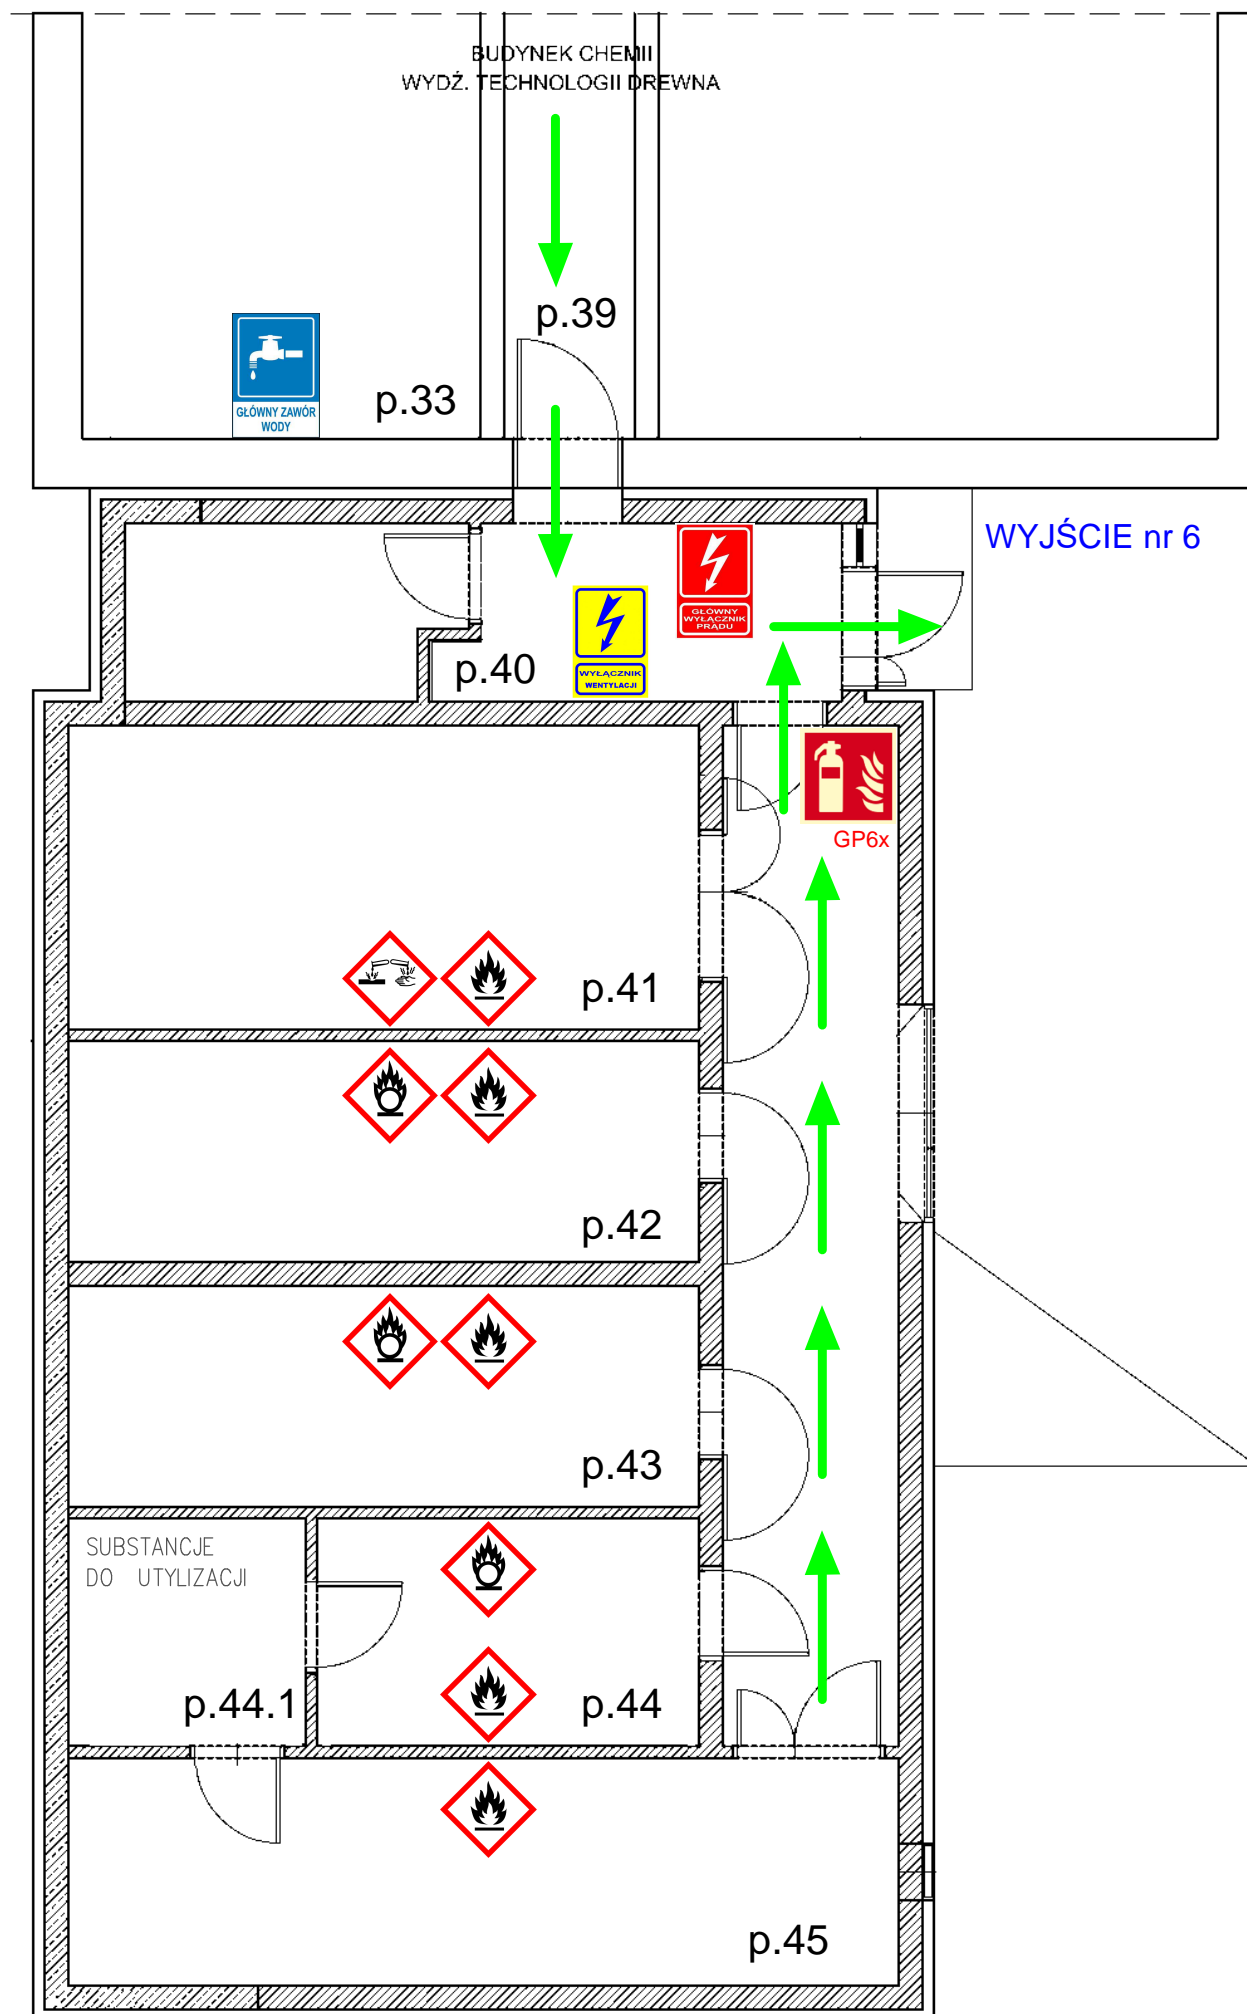 BUDYNEK CHEMII
WYDŹ. TECHNOLOGII DREWNA
p.39
p.33
GŁÓWNY ZAWÓR
WODY
WYJŚCIE nr 6
GŁÓWNY
WYŁĄCZNIK
PRĄDU
p.40
WYŁĄCZNIK
WENTYLACJI
GP6x
p.41
p.42
p.43
SUBSTANCJE
DO UTYLIZACJI
p.44.1
p.44
p.45